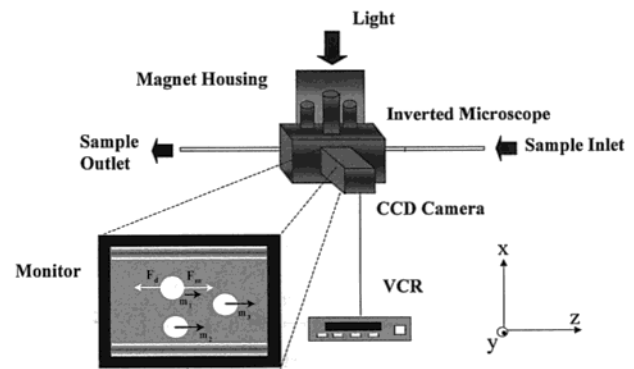 Light
Magnet Housing
Inverted Microscope
Sample
Outlet
Sample Inlet
CCD Camera
Monitor
F_d
F_m
m_1
m_3
m_2
VCR
x
y
z